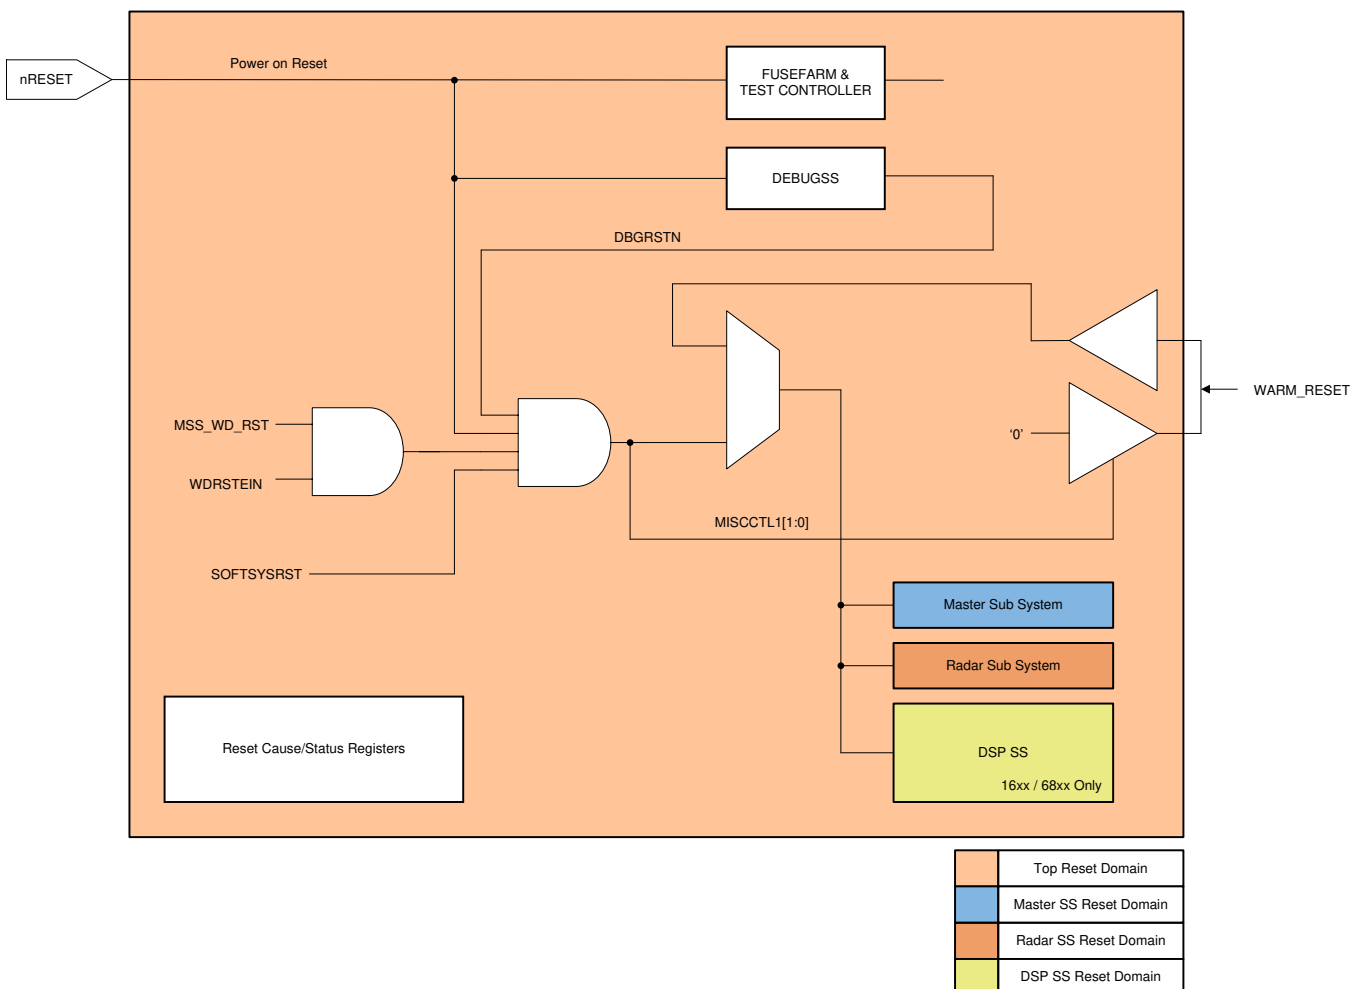 nRESET
Power on Reset
FUSEFARM &
TEST CONTROLLER
DEBUGSS
DBGRSTN
WARM_RESET
MSS_WD_RST
'0'
WDRSTEIN
MISCCTL1[1:0]
SOFTSYSRST
Master Sub System
Radar Sub System
Reset Cause/Status Registers
DSP SS
16xx / 68xx Only
Top Reset Domain
Master SS Reset Domain
Radar SS Reset Domain
DSP SS Reset Domain